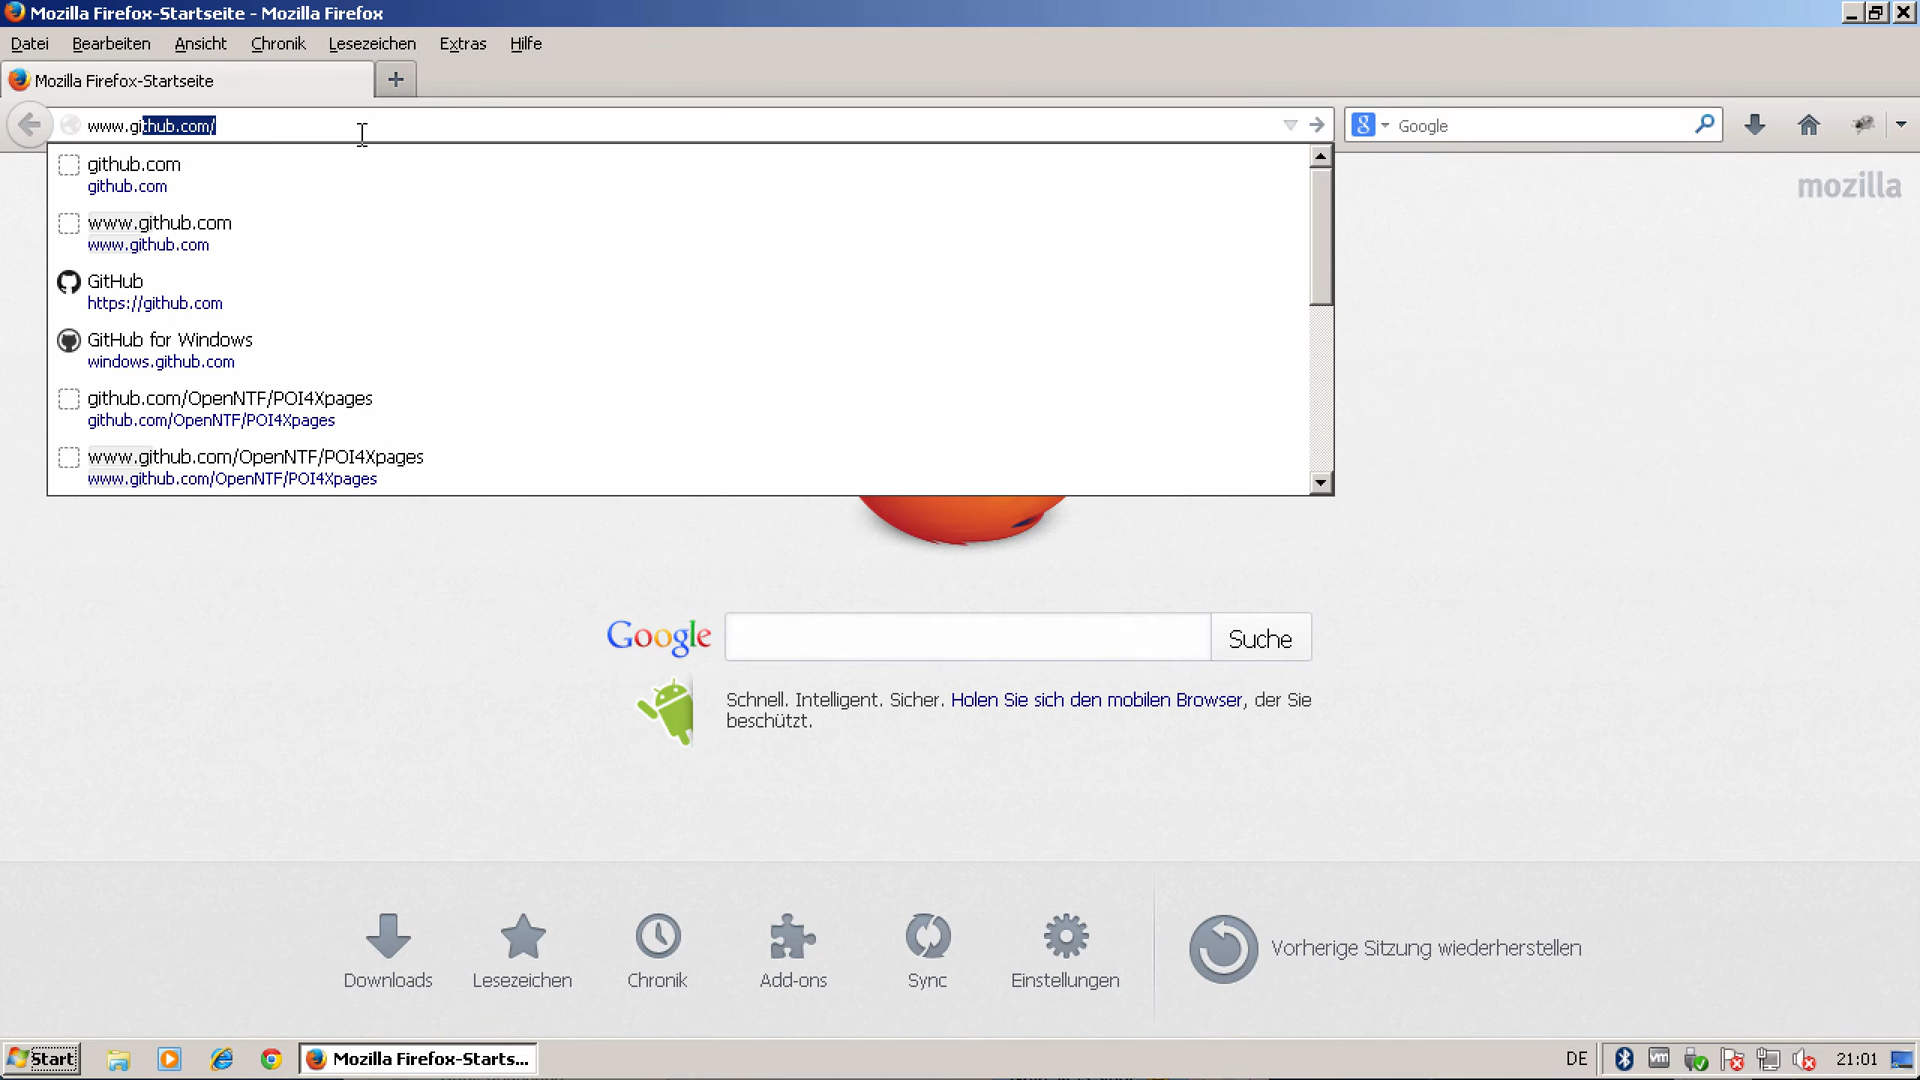 Mozilla Firefox-Startseite - Mozilla Firefox
Datei Bearbeiten Ansicht Chronik Lesezeichen Extras Hilfe
Mozilla Firefox-Startseite
www.github.com/
Google
mozilla
github.com
github.com
www.github.com
www.github.com
GitHub
https://github.com
GitHub for Windows
windows.github.com
github.com/OpenNTF/POI4Xpages
github.com/OpenNTF/POI4Xpages
www.github.com/OpenNTF/POI4Xpages
www.github.com/OpenNTF/POI4Xpages
Google Suche
Schnell. Intelligent. Sicher. Holen Sie sich den mobilen Browser, der Sie
beschützt.
Downloads Lesezeichen Chronik Add-ons Sync Einstellungen Vorherige Sitzung wiederherstellen
Start Mozilla Firefox-Starts... DE vm 21:01